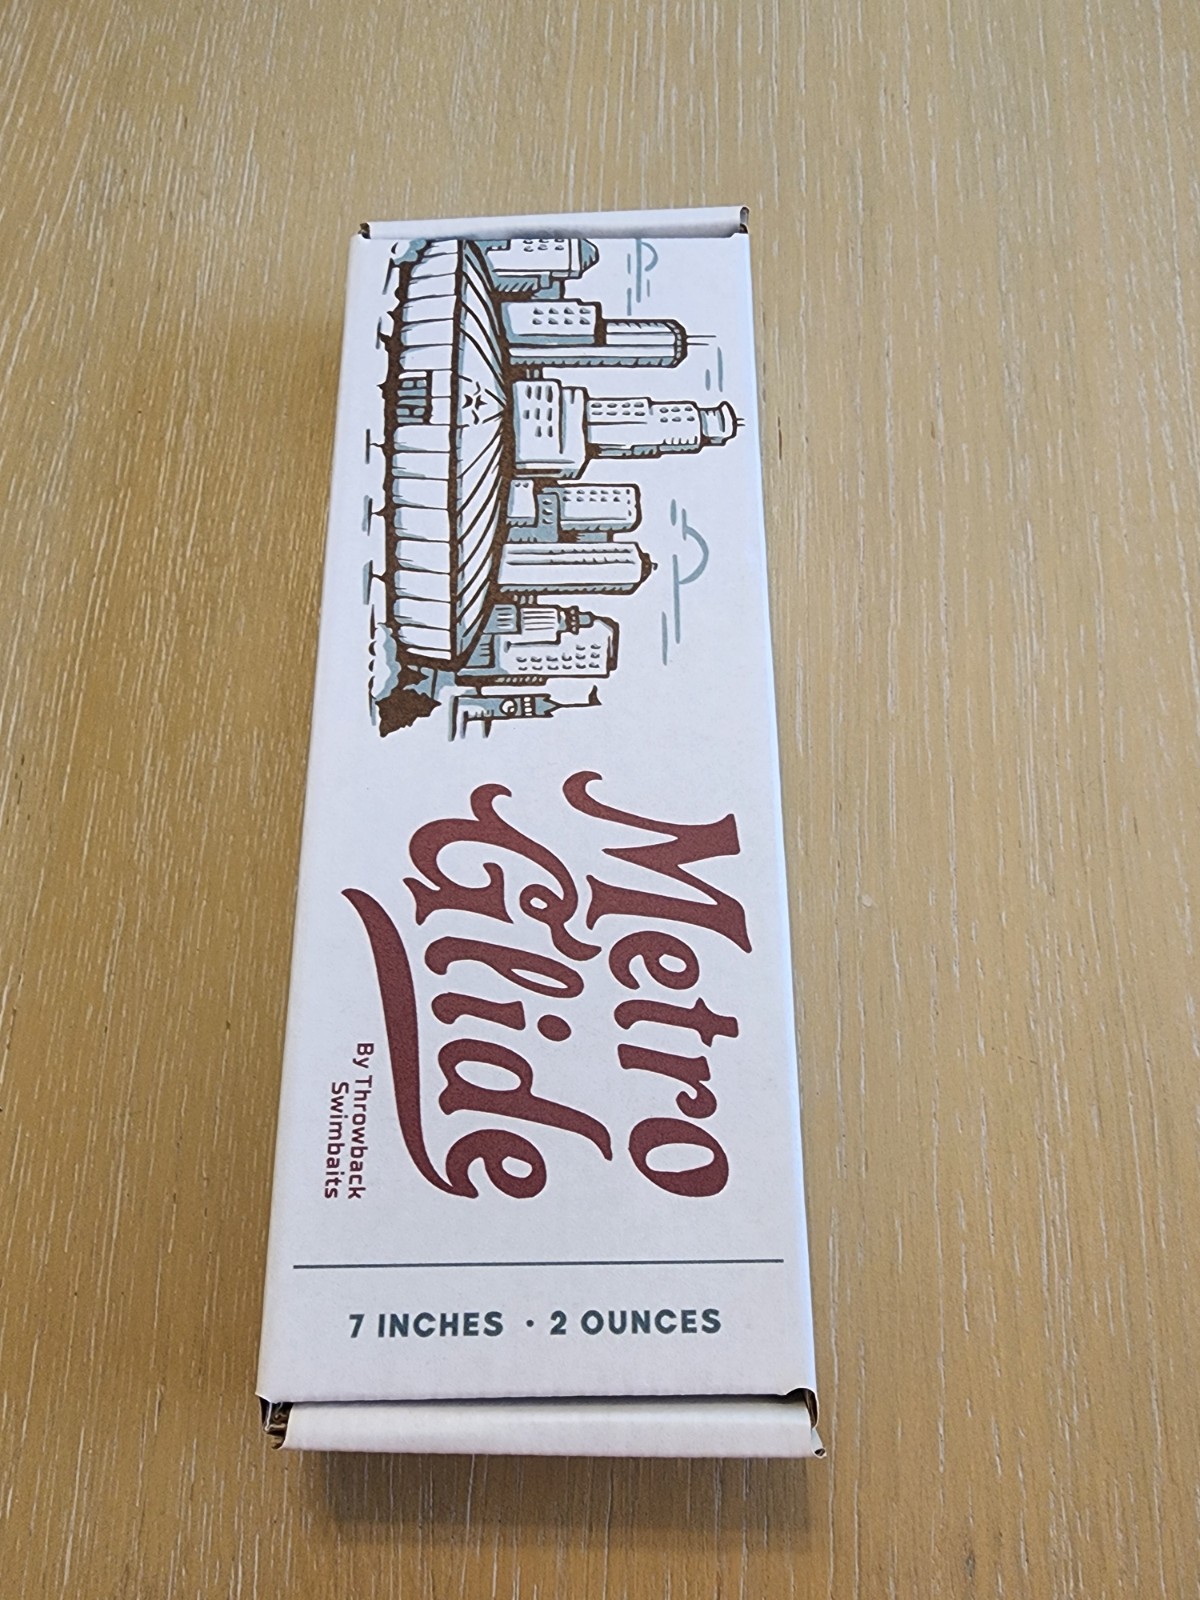 Metro
Glide
By Throwback
Swimbaits
7 INCHES · 2 OUNCES